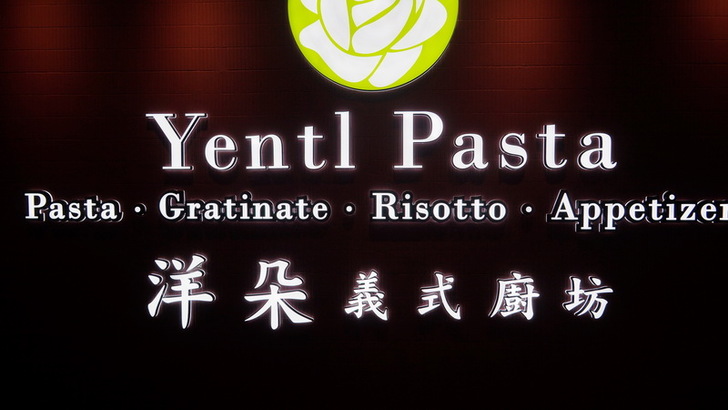 Yentl Pasta
Pasta · Gratinate · Risotto · Appetizer
洋朵義式廚坊